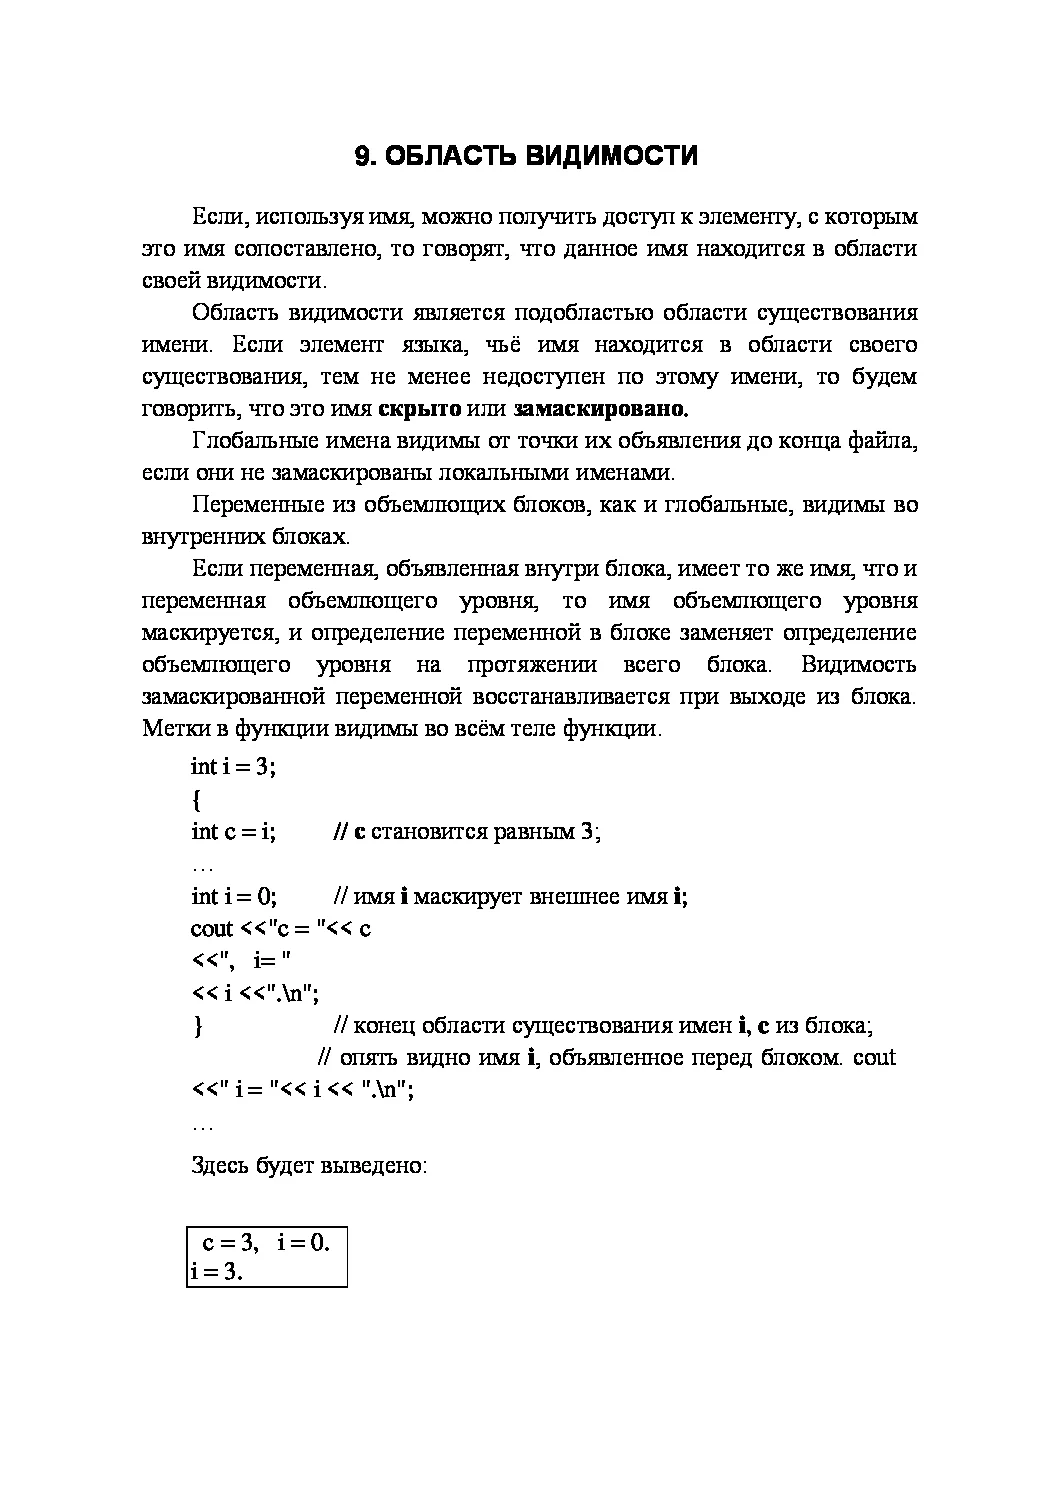 9. ОБЛАСТЬ ВИДИМОСТИ
Если, используя имя, можно получить доступ к элементу, с которым
это имя сопоставлено, то говорят, что данное имя находится в области
своей видимости.
Область видимости является подобластью области существования
имени. Если элемент языка, чьё имя находится в области своего
существования, тем не менее недоступен по этому имени, то будем
говорить, что это имя скрыто или замаскировано.
Глобальные имена видимы от точки их объявления до конца файла,
если они не замаскированы локальными именами.
Переменные из объемлющих блоков, как и глобальные, видимы во
внутренних блоках.
Если переменная, объявленная внутри блока, имеет то же имя, что и
переменная объемлющего уровня, то имя объемлющего уровня
маскируется, и определение переменной в блоке заменяет определение
объемлющего уровня на протяжении всего блока. Видимость
замаскированной переменной восстанавливается при выходе из блока.
Метки в функции видимы во всём теле функции.
int i = 3;
{
int c = i; // c становится равным 3;
…
int i = 0; // имя i маскирует внешнее имя i;
cout <<"c = "<< c
<<", i= "
<< i <<".\n";
} // конец области существования имен i, c из блока;
// опять видно имя i, объявленное перед блоком. cout
<<" i = "<< i << ".\n";
…
Здесь будет выведено:
c = 3, i = 0.
i = 3.